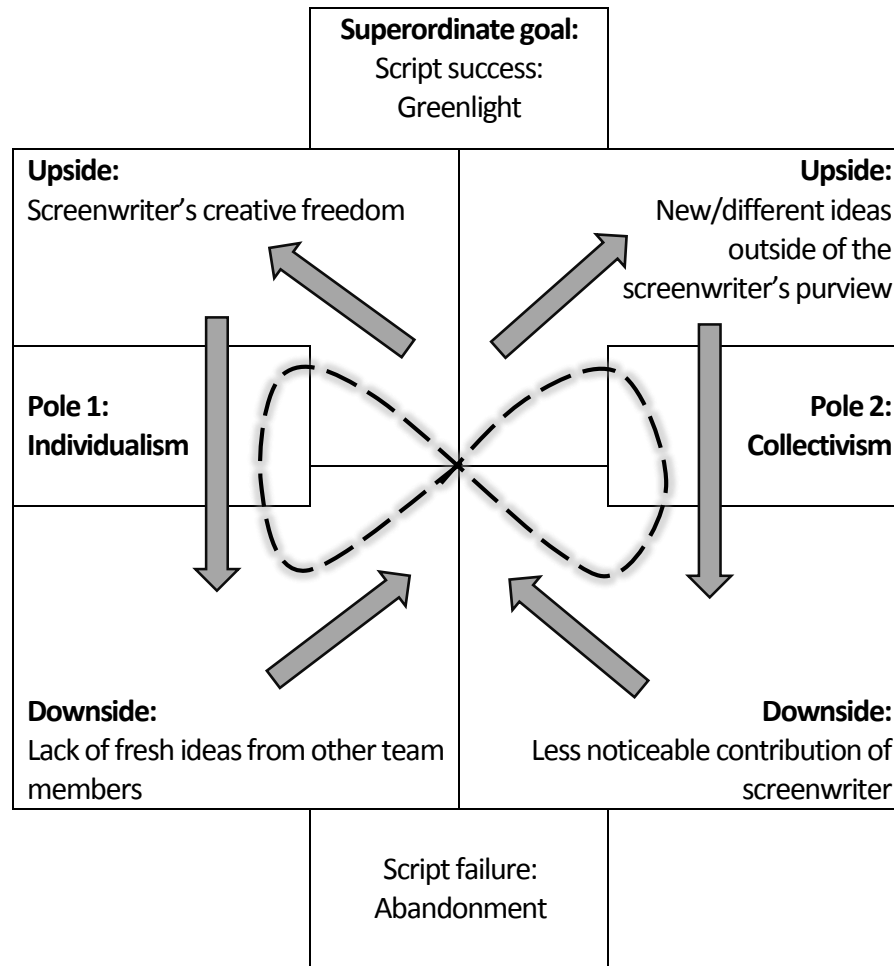 Superordinate goal:
Script success:
Greenlight
Upside:
Screenwriter’s creative freedom
Upside:
New/different ideas
outside of the
screenwriter’s purview
Pole 1:
Individualism
Pole 2:
Collectivism
Downside:
Lack of fresh ideas from other team
members
Downside:
Less noticeable contribution of
screenwriter
Script failure:
Abandonment